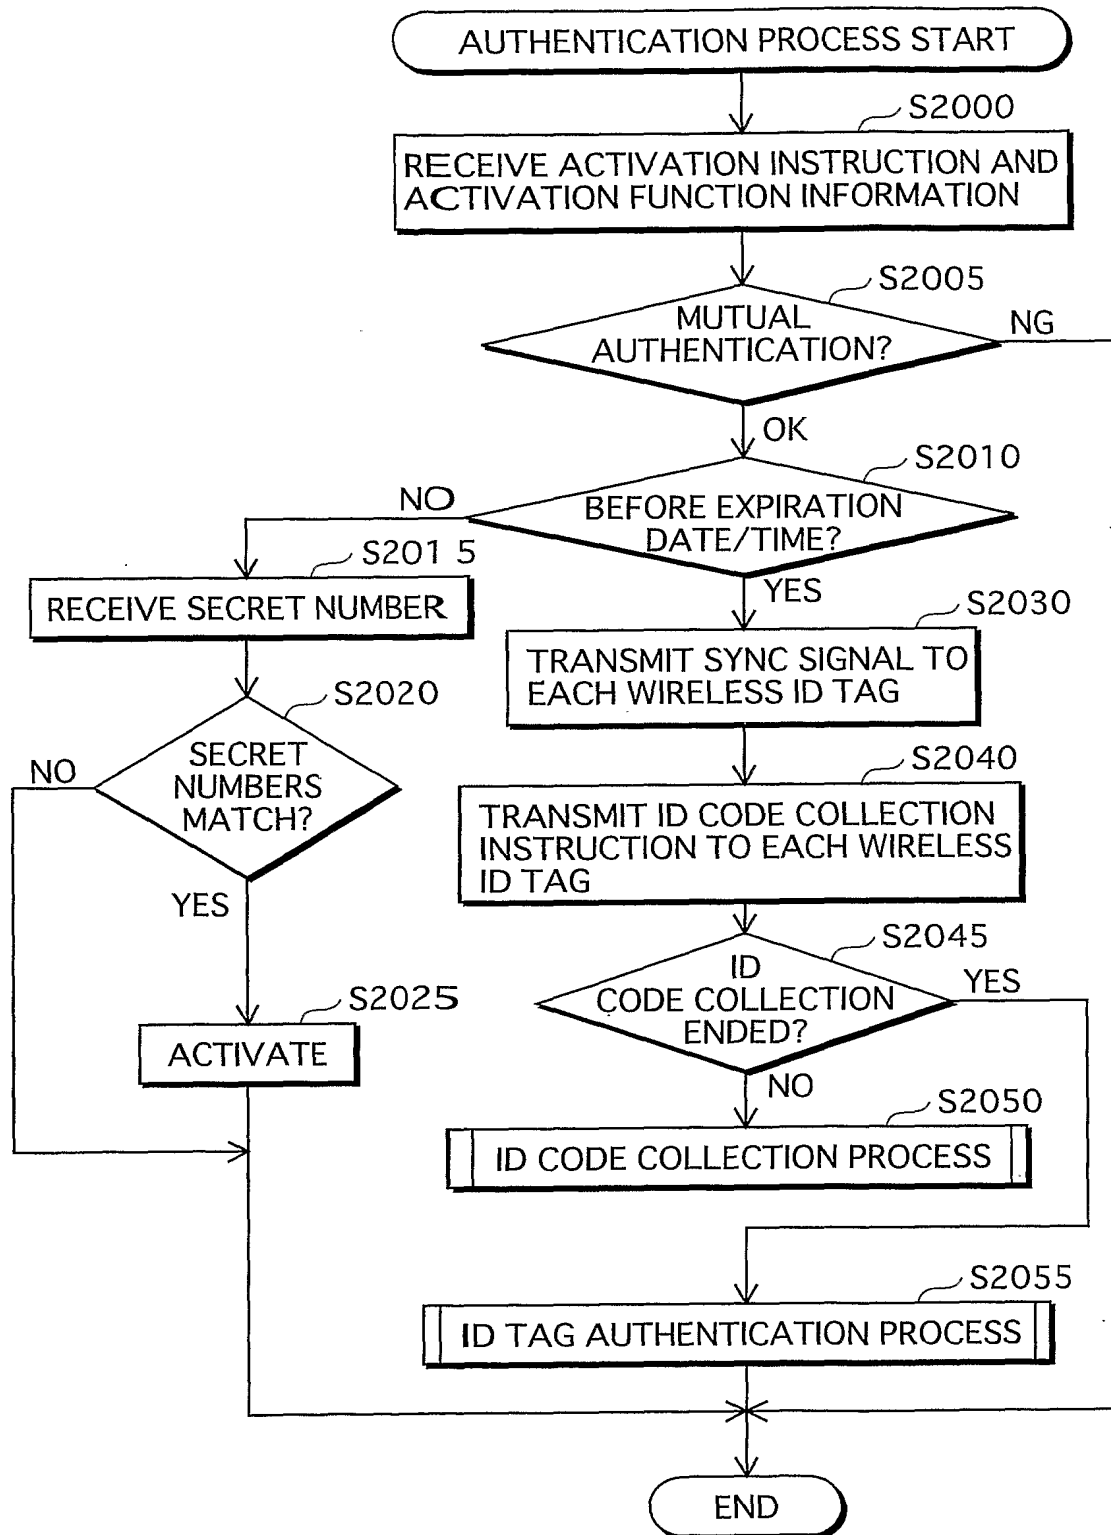 AUTHENTICATION PROCESS START
S2000
RECEIVE ACTIVATION INSTRUCTION AND
ACTIVATION FUNCTION INFORMATION
S2005
MUTUAL
AUTHENTICATION?
NG
OK
S2010
BEFORE EXPIRATION
DATE/TIME?
NO
YES
S201 5
RECEIVE SECRET NUMBER
S2020
SECRET
NUMBERS
MATCH?
NO
YES
S2025
ACTIVATE
S2030
TRANSMIT SYNC SIGNAL TO
EACH WIRELESS ID TAG
S2040
TRANSMIT ID CODE COLLECTION
INSTRUCTION TO EACH WIRELESS
ID TAG
S2045
ID
CODE COLLECTION
ENDED?
YES
NO
S2050
ID CODE COLLECTION PROCESS
S2055
ID TAG AUTHENTICATION PROCESS
END